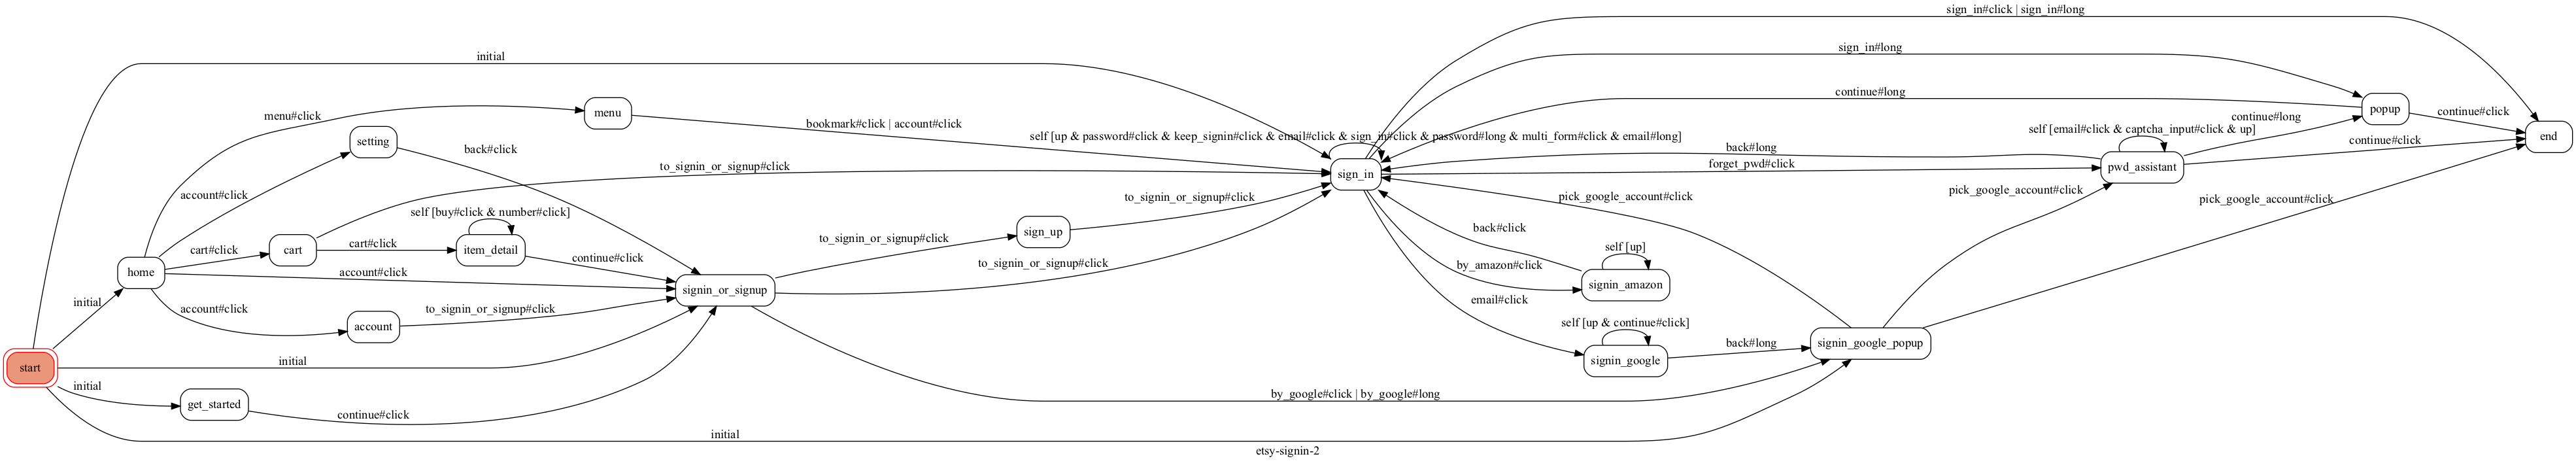 sign_in#click | sign_in#long
initial
sign_in#long
continue#long
popup
continue#click
menu#click
menu
bookmark#click | account#click
self [up & password#click & keep_signin#click & email#click & sign_in#click & password#long & multi_form#click & email#long]
continue#long
self [email#click & captcha_input#click & up]
end
setting
back#click
back#long
continue#click
to_signin_or_signup#click
forget_pwd#click
pwd_assistant
sign_in
account#click
pick_google_account#click
pick_google_account#click
to_signin_or_signup#click
pick_google_account#click
self [buy#click & number#click]
sign_up
back#click
to_signin_or_signup#click
cart#click
cart
cart#click
item_detail
self [up]
continue#click
to_signin_or_signup#click
by_amazon#click
home
account#click
signin_amazon
signin_or_signup
initial
account#click
to_signin_or_signup#click
email#click
account
self [up & continue#click]
back#long
signin_google_popup
signin_google
initial
start
initial
get_started
by_google#click | by_google#long
continue#click
initial
etsy-signin-2